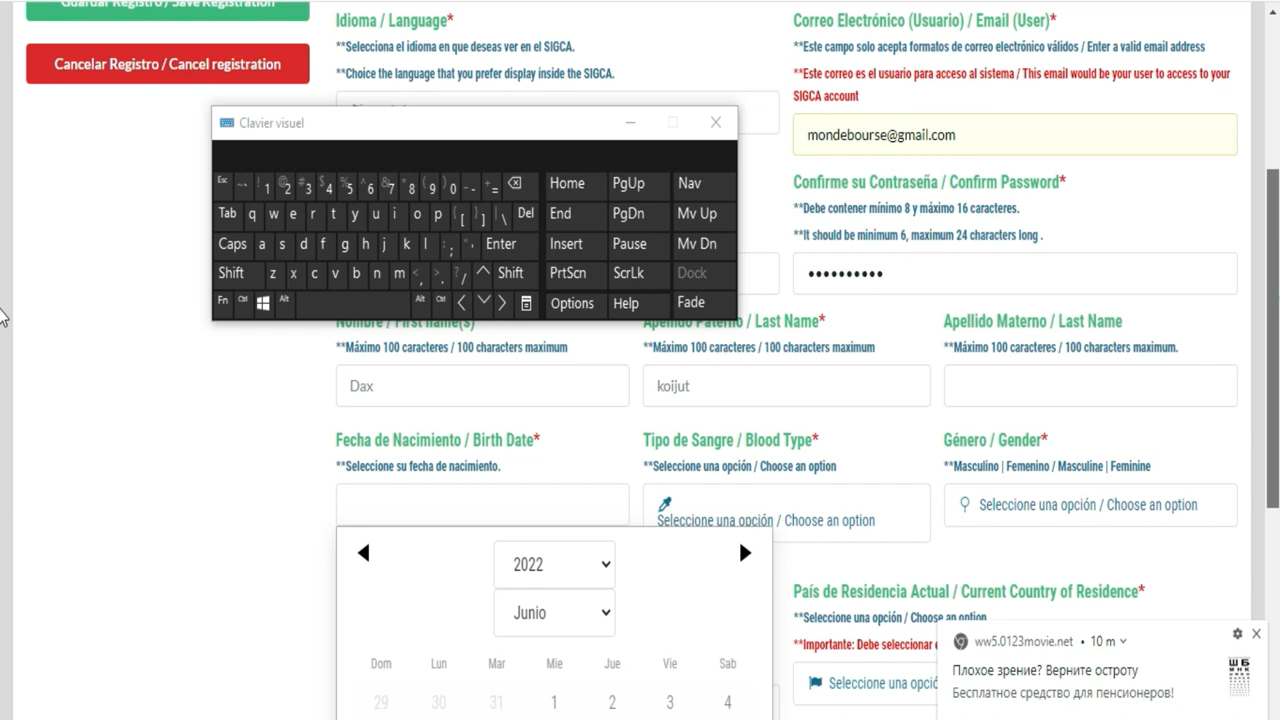 Guardar Registro / Save Registration
Cancelar Registro / Cancel registration
Idioma / Language*
**Selecciona el idioma en que deseas ver en el SIGCA.
**Choice the language that you prefer display inside the SIGCA.
Correo Electrónico (Usuario) / Email (User)*
**Este campo solo acepta formatos de correo electrónico válidos / Enter a valid email address
**Este correo es el usuario para acceso al sistema / This email would be your user to access to your
SIGCA account
mondebourse@gmail.com
Clavier visuel
Esc ~ ` ! 1 @ 2 # 3 $ 4 % 5 ^ 6 & 7 * 8 ( 9 ) 0 _ - + = Home PgUp Nav
Tab q w e r t y u i o p { [ } ] | \ Del End PgDn Mv Up
Caps a s d f g h j k l : ; " ' Enter Insert Pause Mv Dn
Shift z x c v b n m < , > . ? / Shift PrtScn ScrLk Dock
Fn Ctrl Alt Alt Ctrl Options Help Fade
Confirme su Contraseña / Confirm Password*
**Debe contener mínimo 8 y máximo 16 caracteres.
**It should be minimum 6, maximum 24 characters long .
••••••••••
Nombre / First name(s)
**Máximo 100 caracteres / 100 characters maximum
Dax
Apellido Paterno / Last Name*
**Máximo 100 caracteres / 100 characters maximum
koijut
Apellido Materno / Last Name
**Máximo 100 caracteres / 100 characters maximum.
Fecha de Nacimiento / Birth Date*
**Seleccione su fecha de nacimiento.
Tipo de Sangre / Blood Type*
**Seleccione una opción / Choose an option
Seleccione una opción / Choose an option
Género / Gender*
**Masculino | Femenino / Masculine | Feminine
Seleccione una opción / Choose an option
2022
Junio
Dom Lun Mar Mie Jue Vie Sab
29 30 31 1 2 3 4
País de Residencia Actual / Current Country of Residence*
**Seleccione una opción / Choose an option
**Importante: Debe seleccionar
Seleccione una opció
ww5.0123movie.net • 10 m
Плохое зрение? Верните остроту
Бесплатное средство для пенсионеров!
Ш Б
М Н К